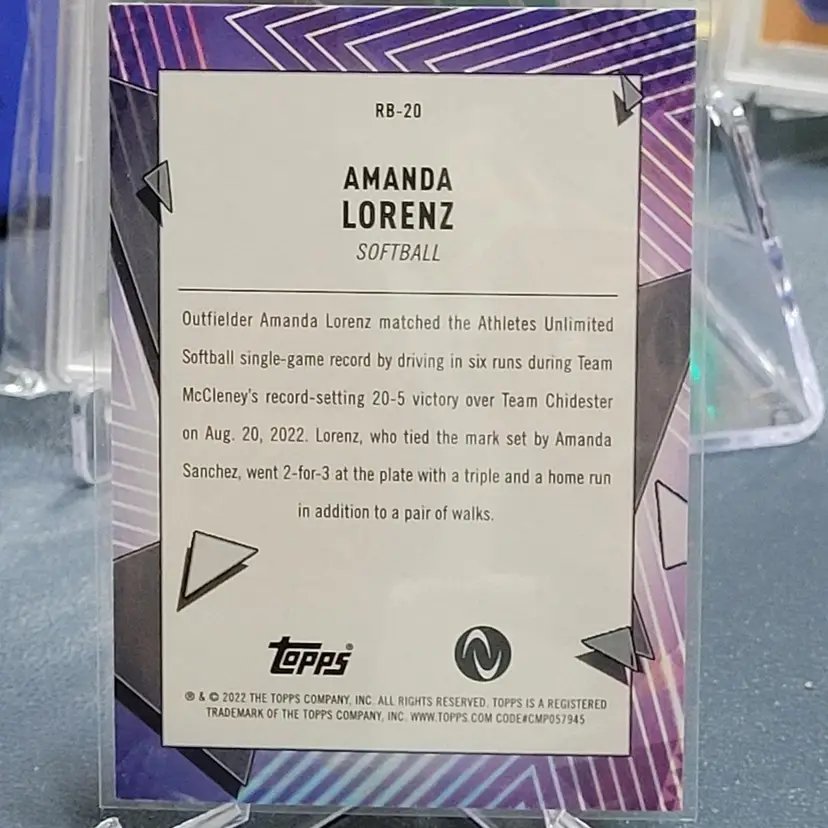 RB-20
AMANDA
LORENZ
SOFTBALL
Outfielder Amanda Lorenz matched the Athletes Unlimited
Softball single-game record by driving in six runs during Team
McCleney's record-setting 20-5 victory over Team Chidester
on Aug. 20, 2022. Lorenz, who tied the mark set by Amanda
Sanchez, went 2-for-3 at the plate with a triple and a home run
in addition to a pair of walks.
TOPPS®
® & © 2022 THE TOPPS COMPANY, INC. ALL RIGHTS RESERVED. TOPPS IS A REGISTERED
TRADEMARK OF THE TOPPS COMPANY, INC. WWW.TOPPS.COM CODE#CMP057945